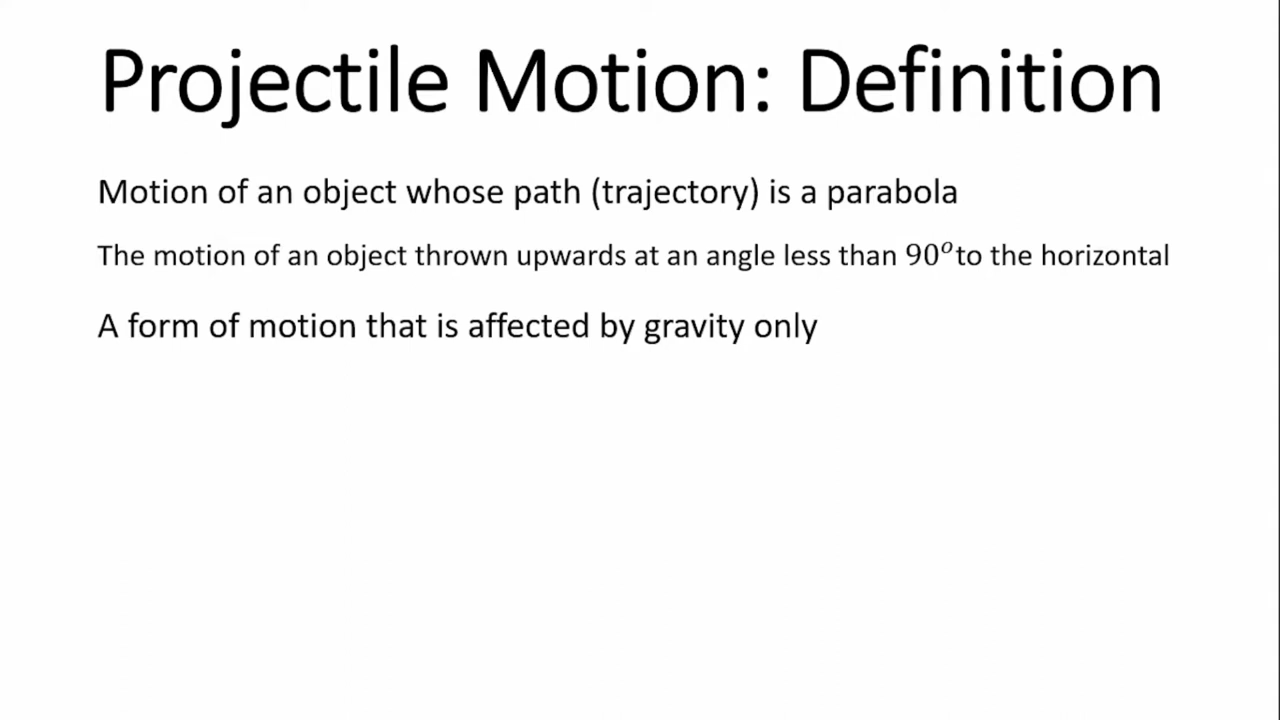 Projectile Motion: Definition
Motion of an object whose path (trajectory) is a parabola
The motion of an object thrown upwards at an angle less than 90° to the horizontal
A form of motion that is affected by gravity only